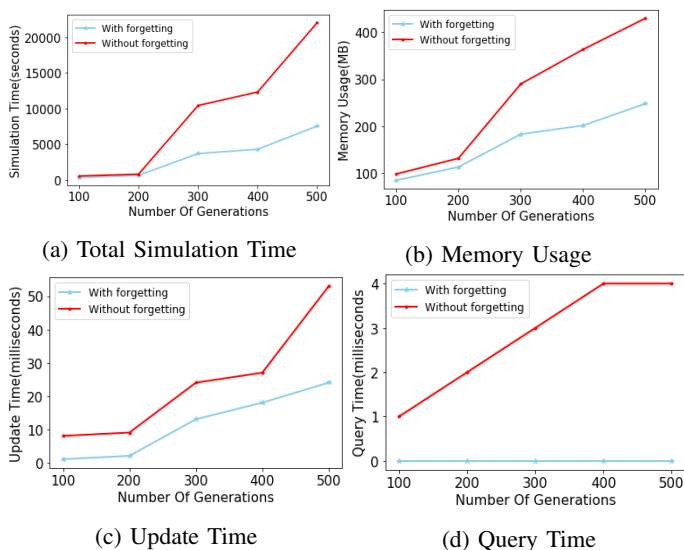 With forgetting
Without forgetting
20000
15000
10000
5000
0
Simulation Time(seconds)
100 200 300 400 500
Number Of Generations
(a) Total Simulation Time
With forgetting
Without forgetting
400
300
200
100
Memory Usage(MB)
100 200 300 400 500
Number Of Generations
(b) Memory Usage
With forgetting
Without forgetting
50
40
30
20
10
0
Update Time(milliseconds)
100 200 300 400 500
Number Of Generations
(c) Update Time
With forgetting
Without forgetting
4
3
2
1
0
Query Time(milliseconds
100 200 300 400 500
Number Of Generations
(d) Query Time